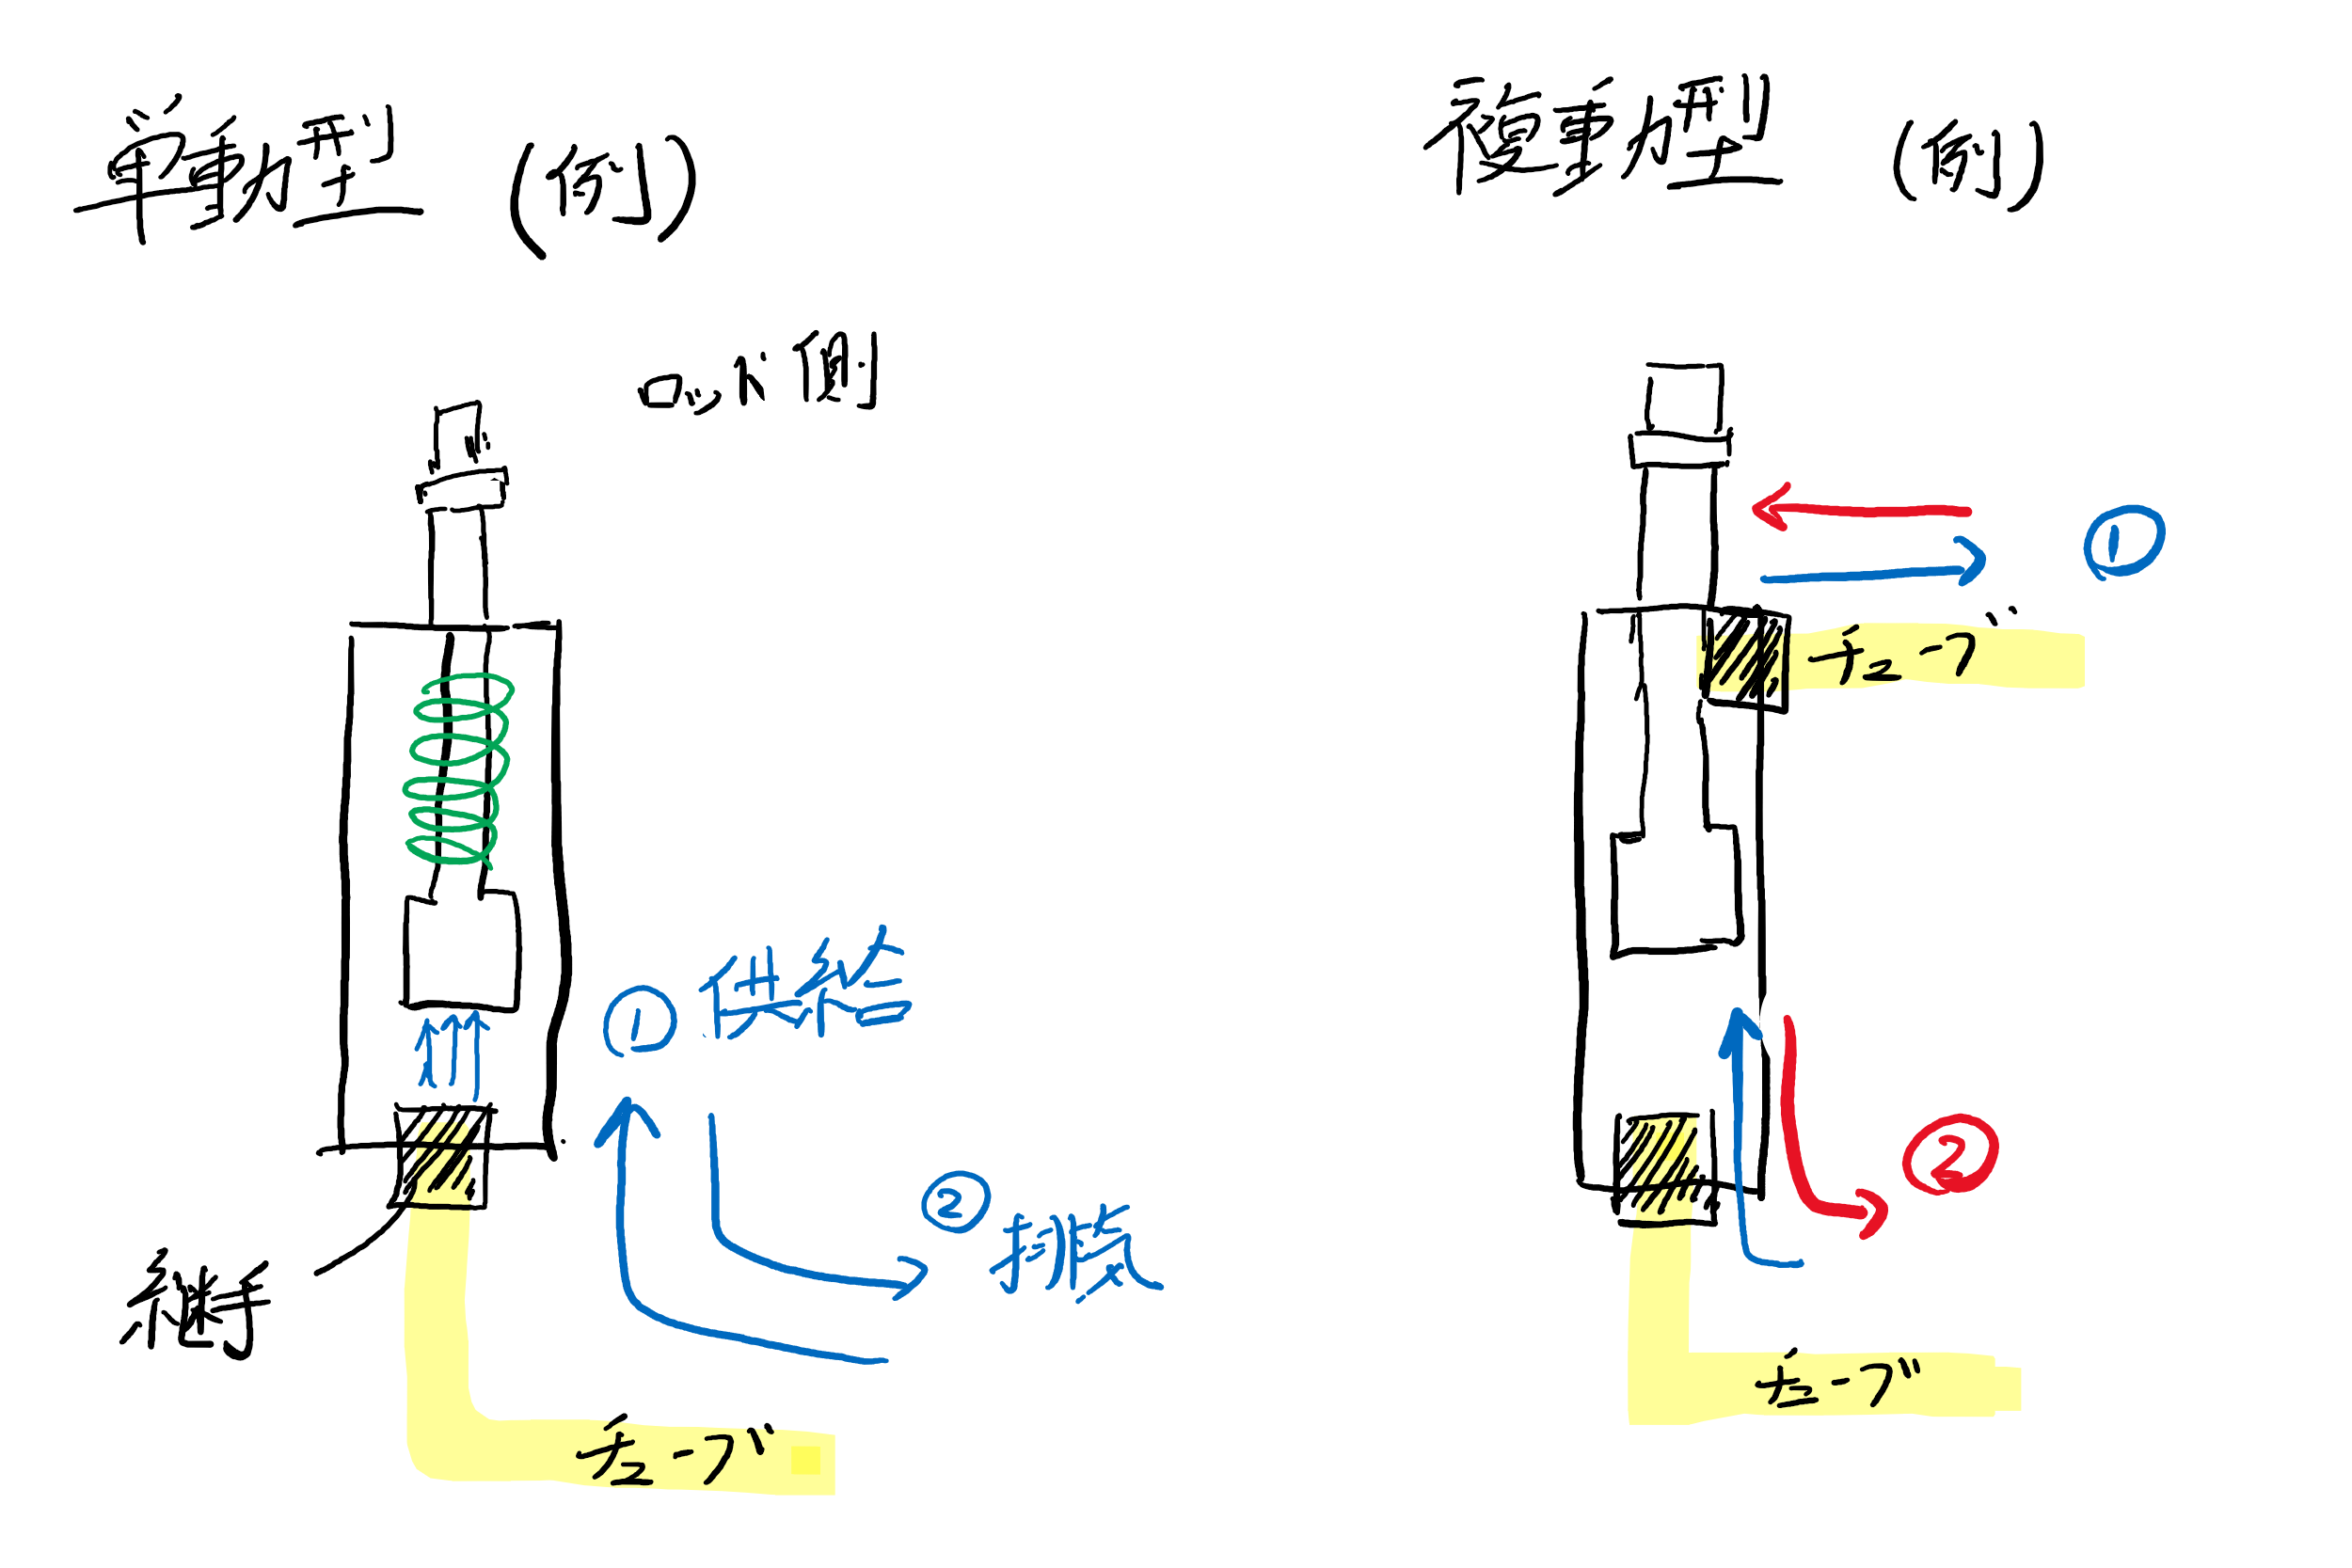 単動型 (例)
ロッド側
①供給
②排気
継手
チューブ
復動型 (例)
①
チューブ
②
チューブ